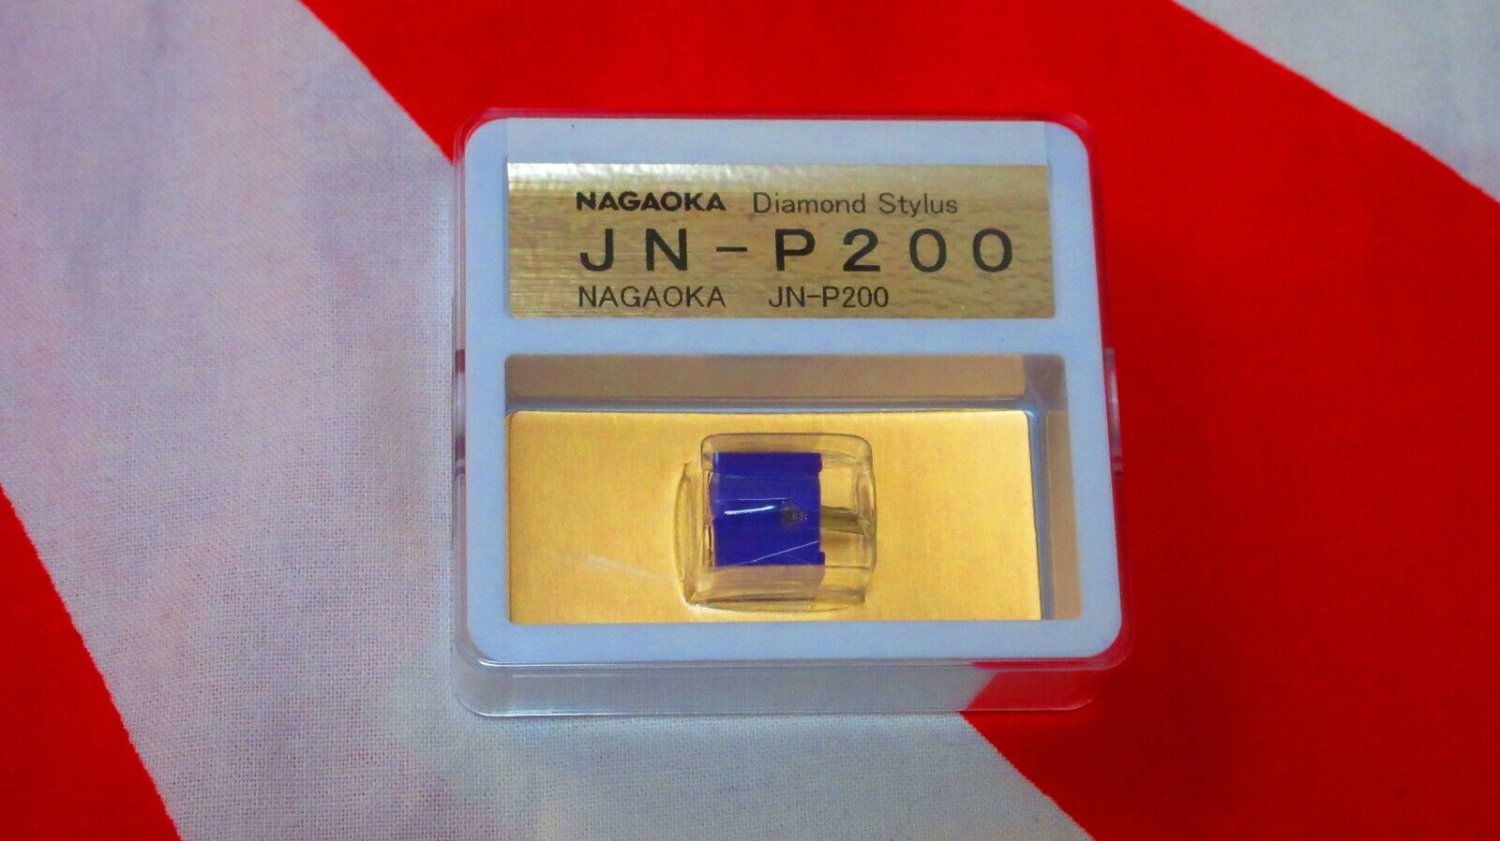 NAGAOKA Diamond Stylus
JN-P200
NAGAOKA JN-P200